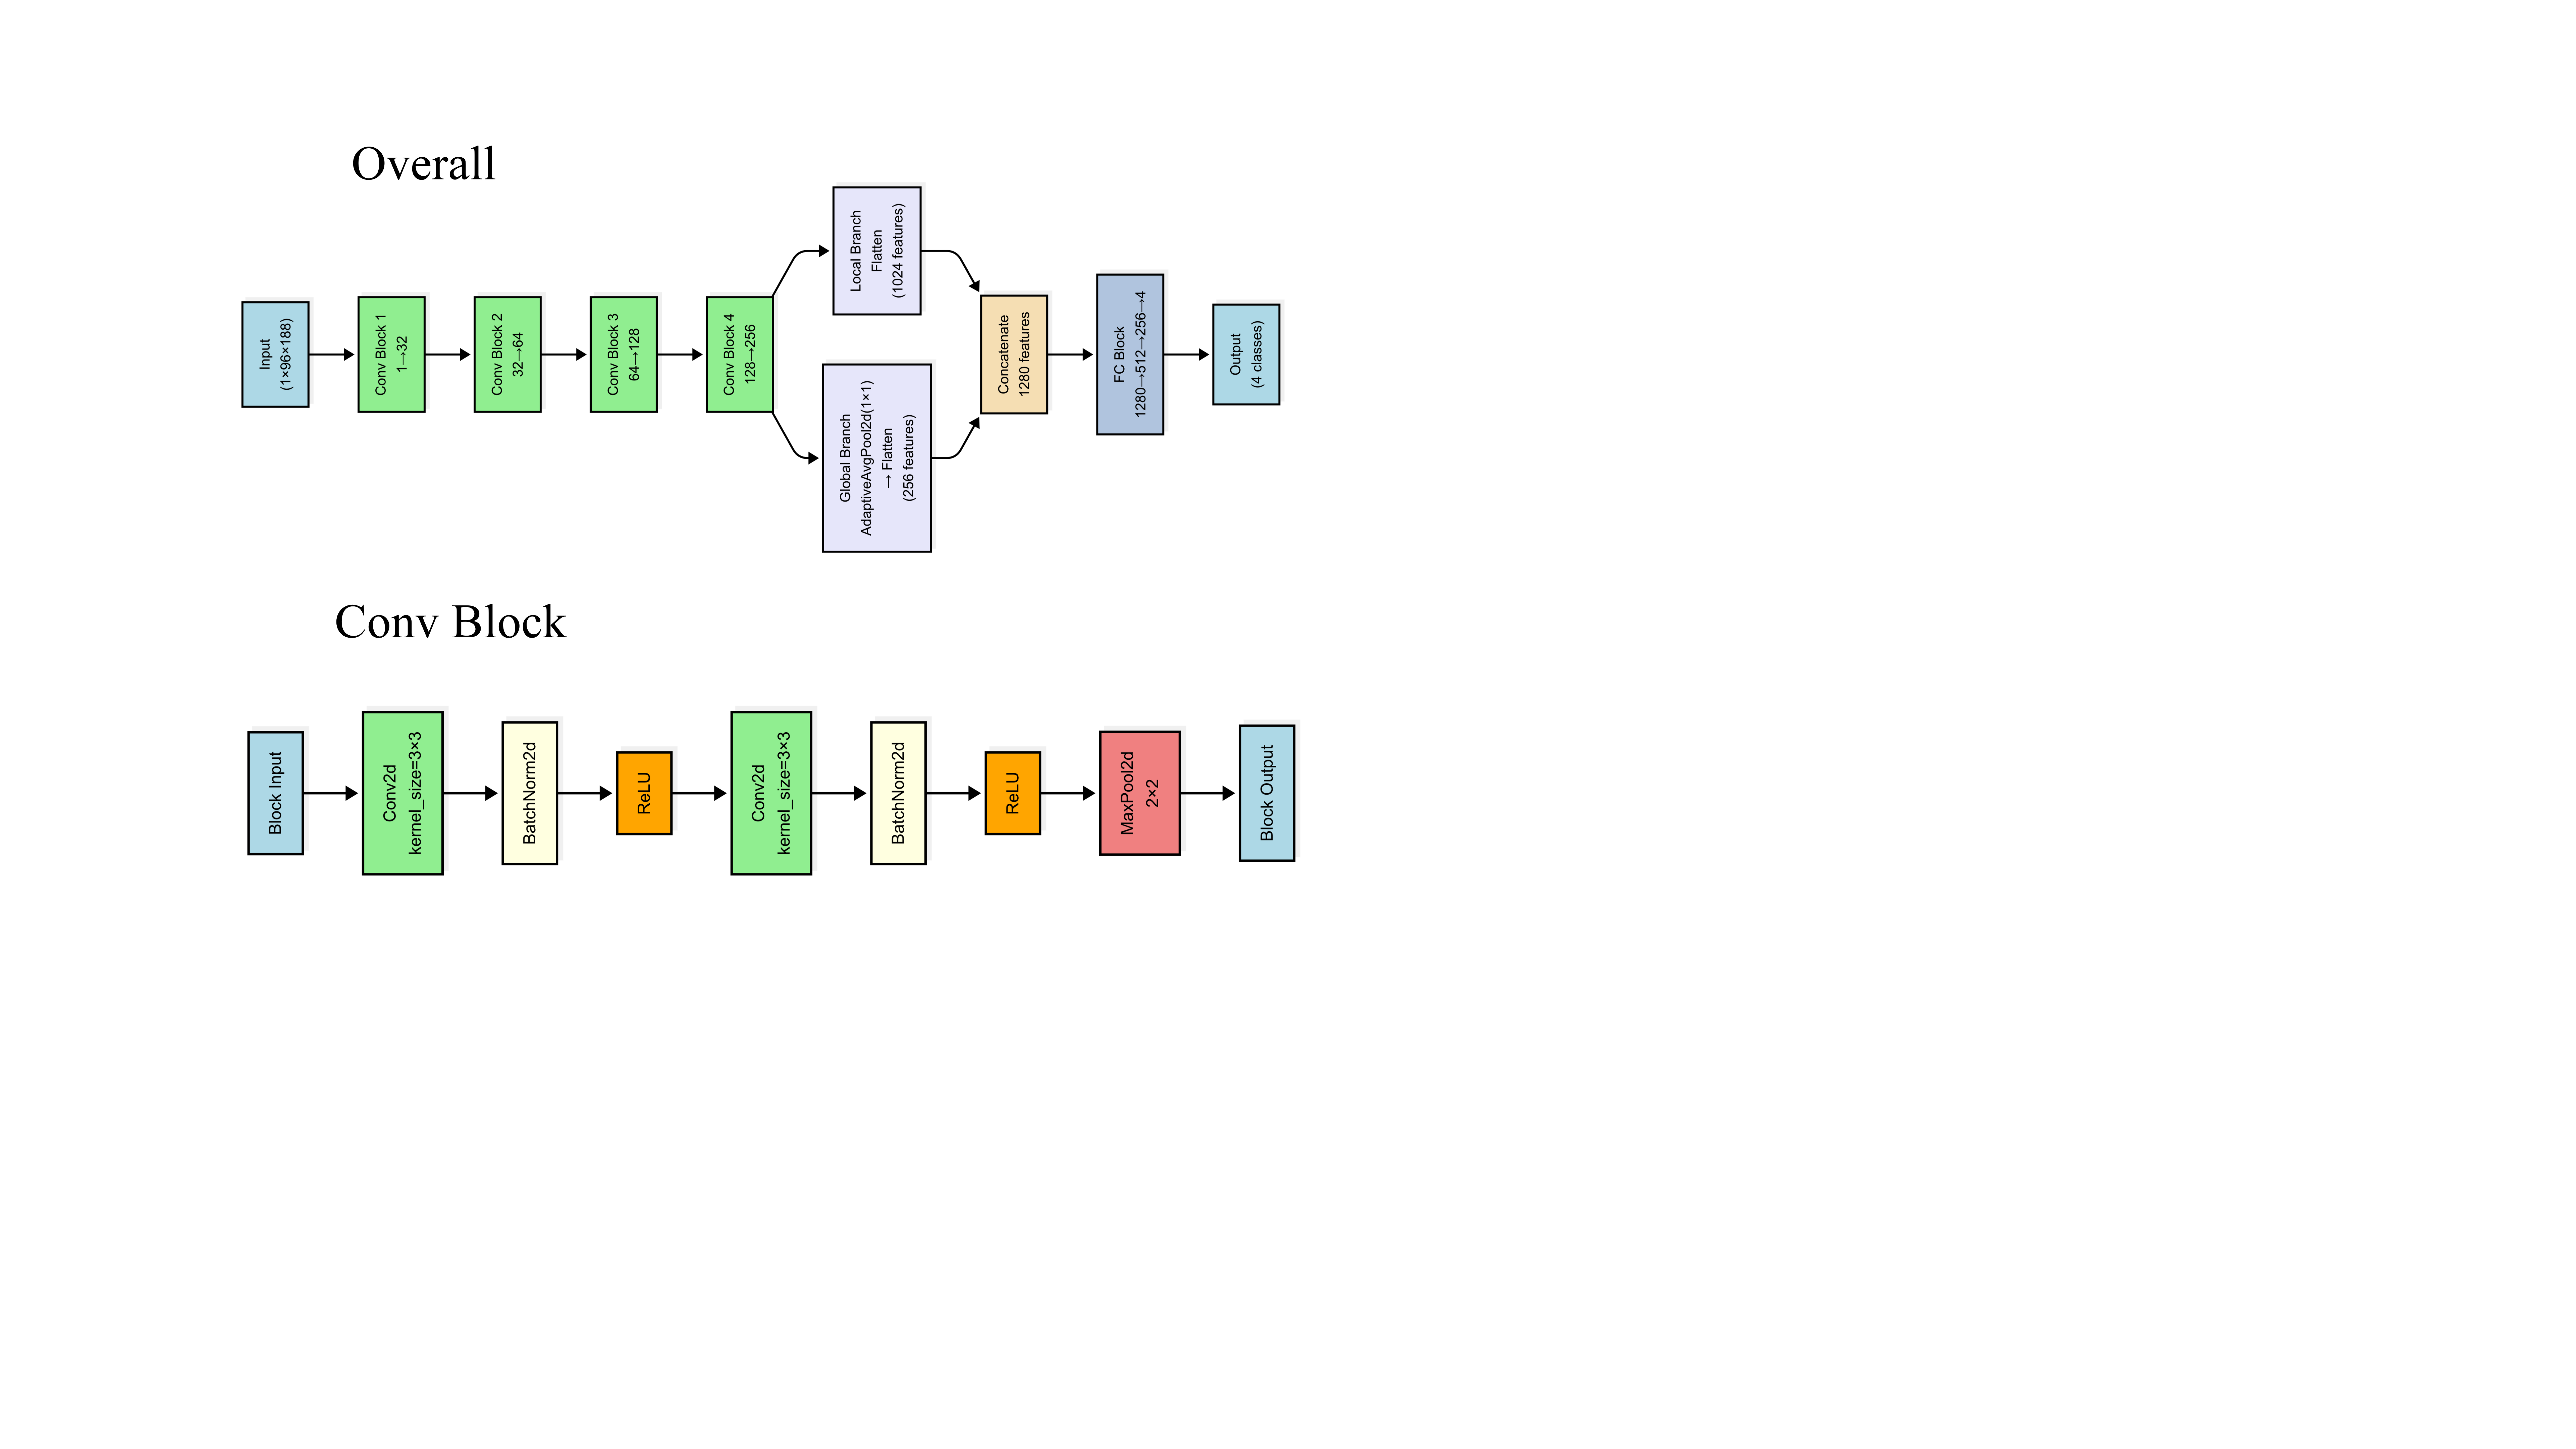 Overall
Input
(1×96×188)
Conv Block 1
1→32
Conv Block 2
32→64
Conv Block 3
64→128
Conv Block 4
128→256
Local Branch
Flatten
(1024 features)
Global Branch
AdaptiveAvgPool2d(1×1)
→ Flatten
(256 features)
Concatenate
1280 features
FC Block
1280→512→256→4
Output
(4 classes)
Conv Block
Block Input
Conv2d
kernel_size=3×3
BatchNorm2d
ReLU
Conv2d
kernel_size=3×3
BatchNorm2d
ReLU
MaxPool2d
2×2
Block Output